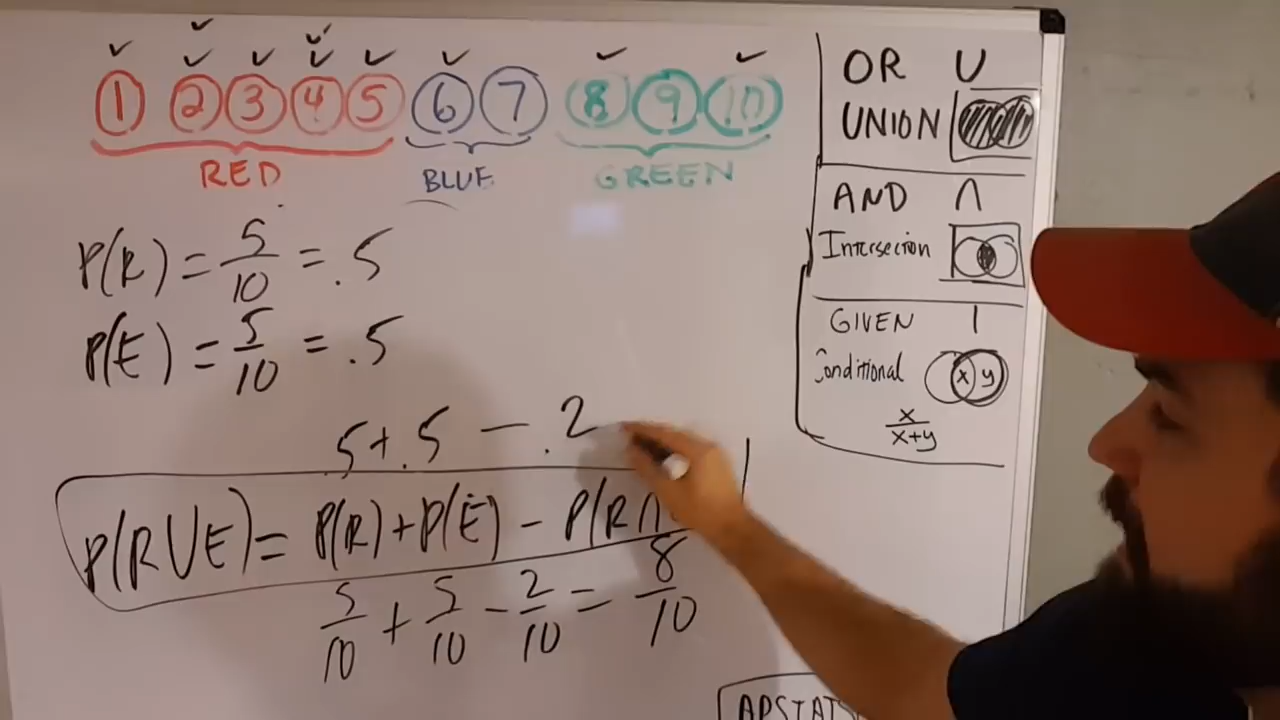 1 2 3 4 5 6 7 8 9 10
RED BLUE GREEN
P(R) = 5/10 = .5
P(E) = 5/10 = .5
.5 + .5 - .2
P(R∪E) = P(R) + P(E) - P(R∩
5/10 + 5/10 - 2/10 = 8/10
OR ∪
UNION
AND ∩
Intersection
GIVEN |
Conditional x y
x/x+y
APSTATS